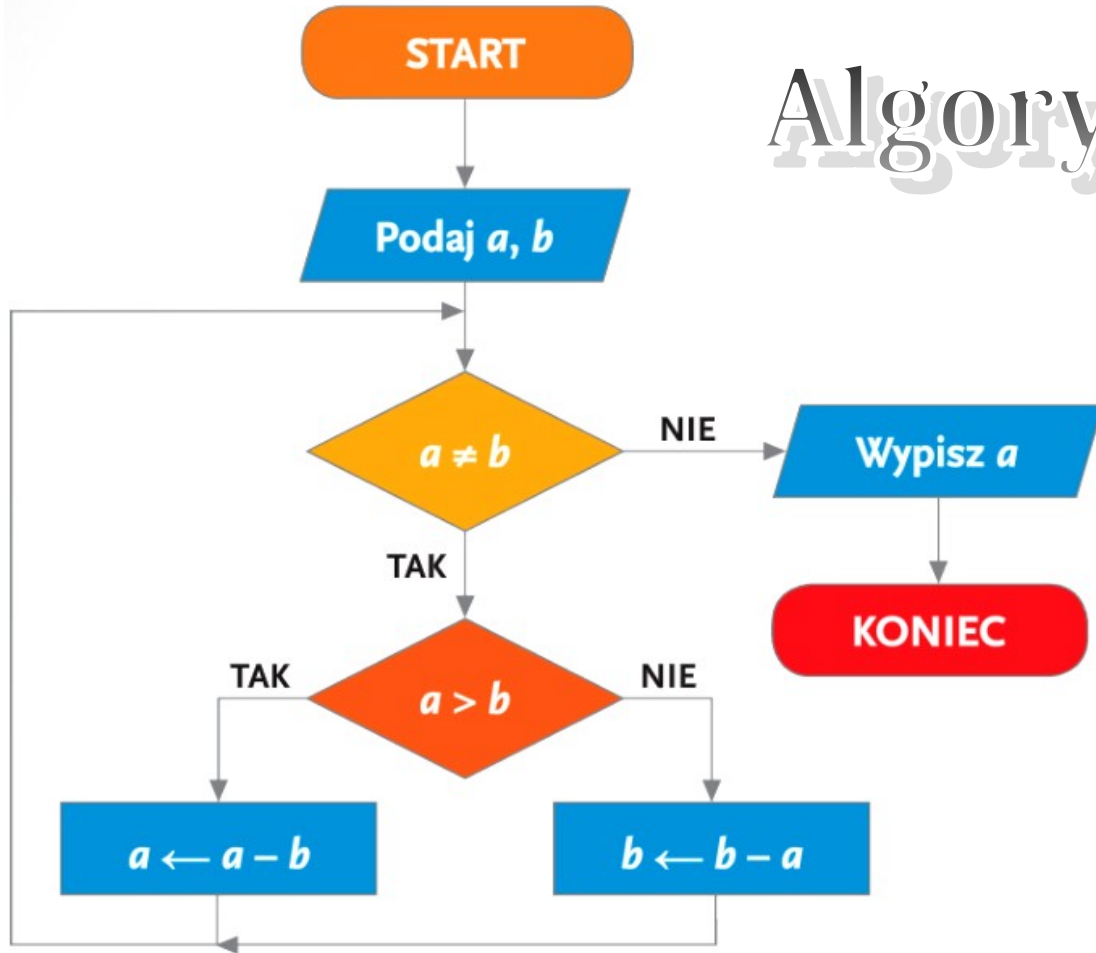 START
Algory
Podaj a, b
a ≠ b
NIE
Wypisz a
TAK
KONIEC
TAK
a > b
NIE
a ← a – b
b ← b – a